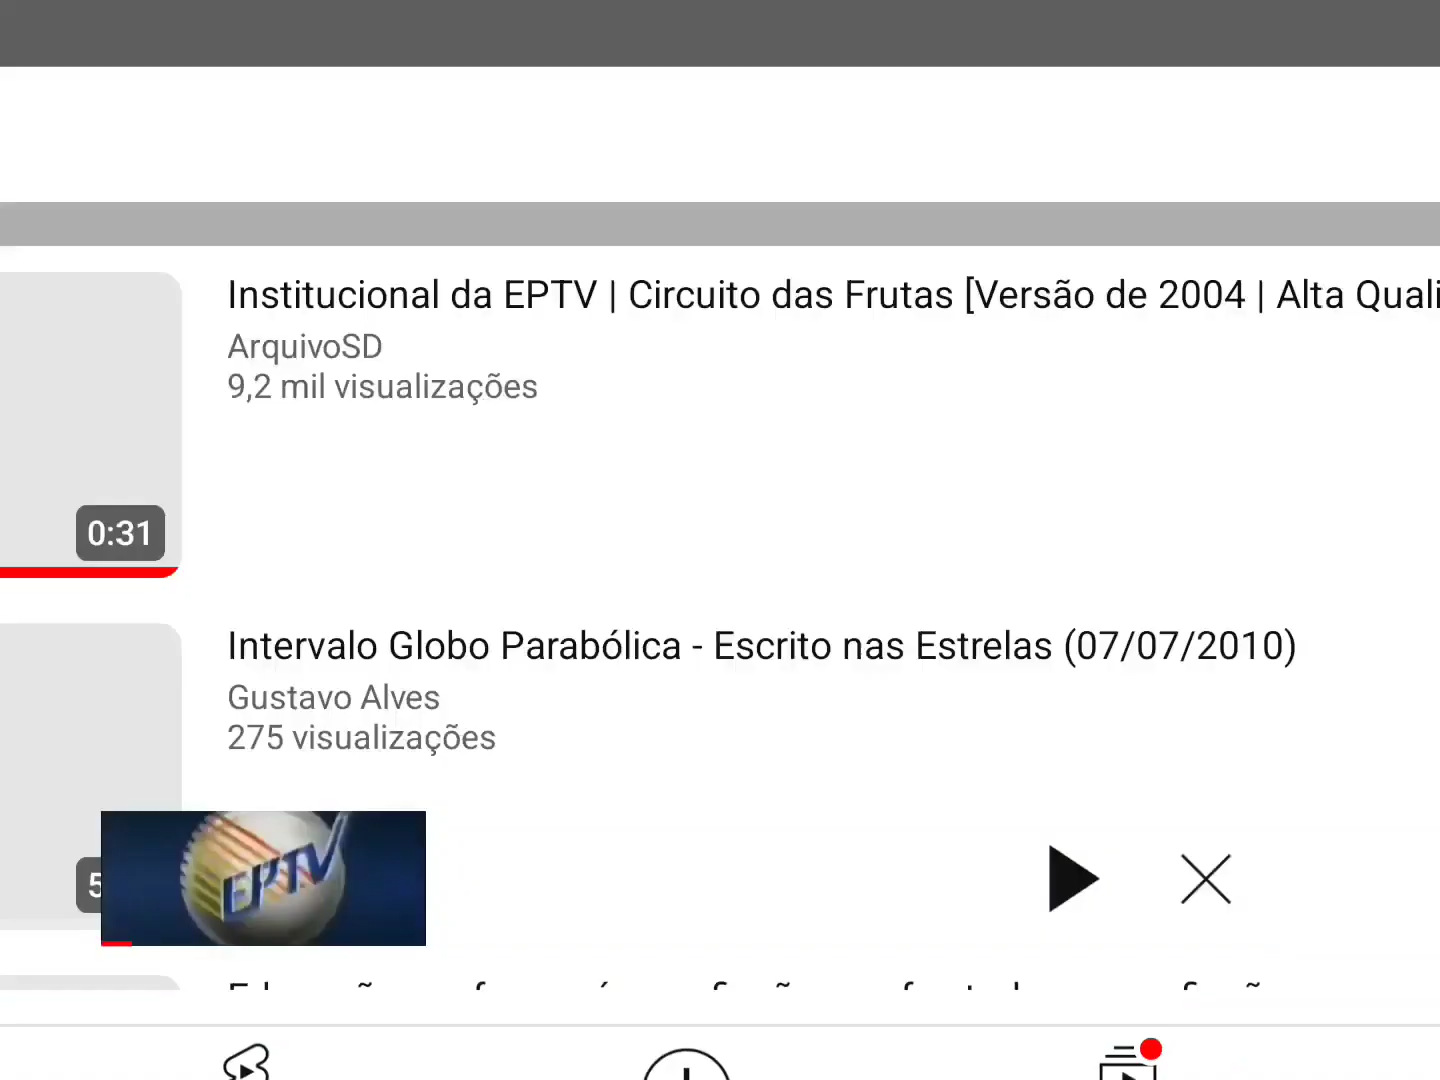 Institucional da EPTV | Circuito das Frutas [Versão de 2004 | Alta Quali
ArquivoSD
9,2 mil visualizações
0:31
Intervalo Globo Parabólica - Escrito nas Estrelas (07/07/2010)
Gustavo Alves
275 visualizações
5
EPTV